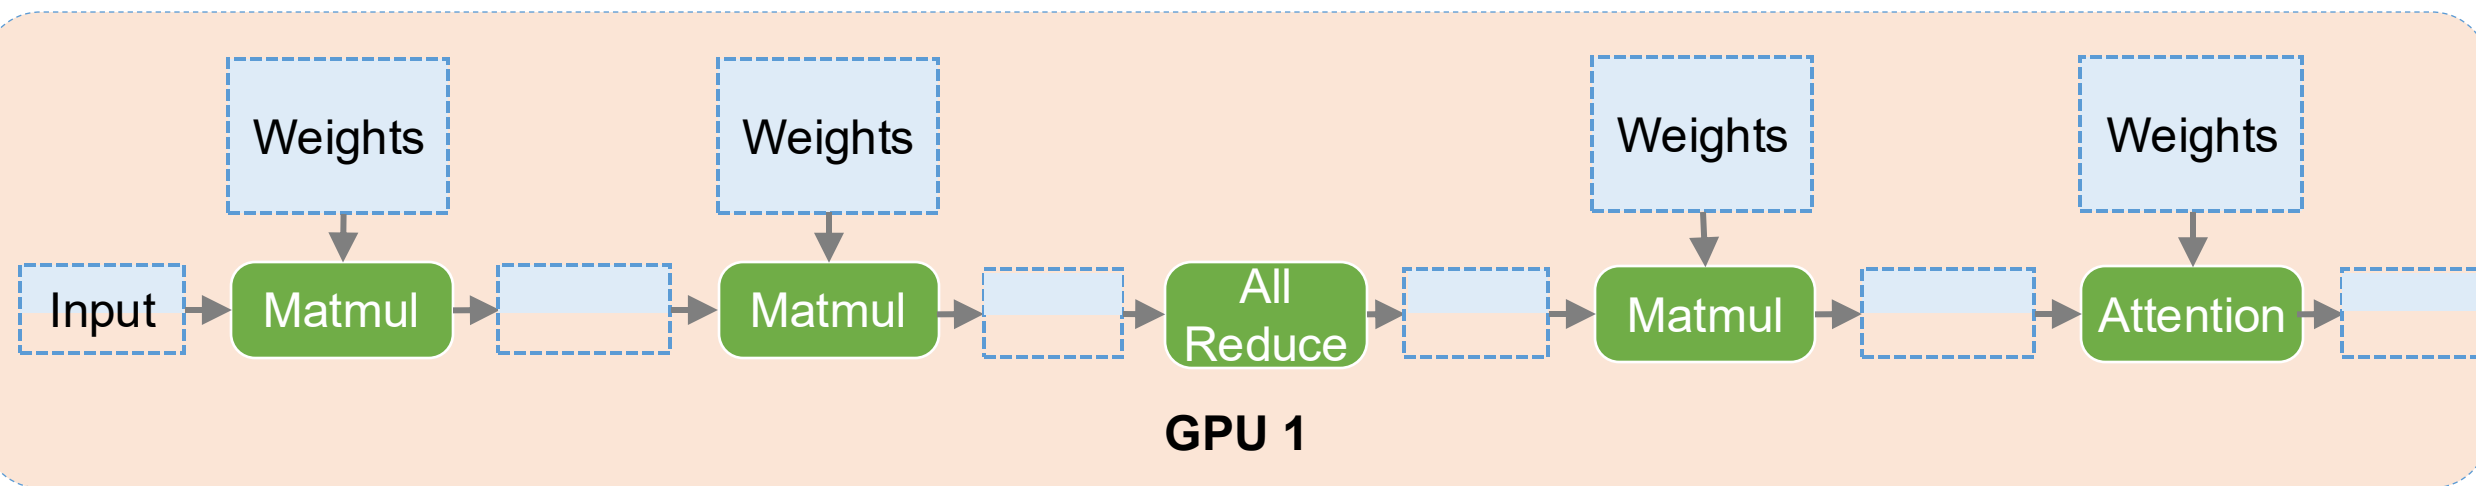 Weights
Weights
Weights
Weights
Input
Matmul
Matmul
All
Reduce
Matmul
Attention
GPU 1